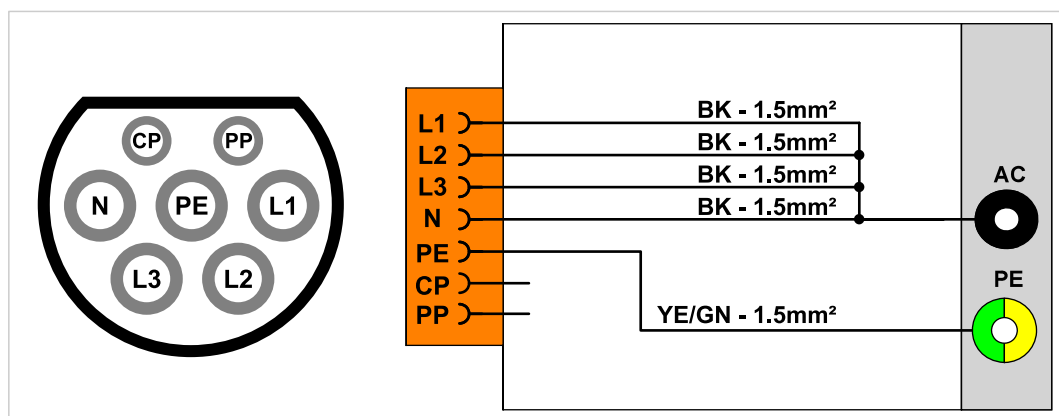 CP PP
N PE L1
L3 L2
L1 BK - 1.5mm²
L2 BK - 1.5mm²
L3 BK - 1.5mm²
N BK - 1.5mm²
PE
CP
PP
YE/GN - 1.5mm²
AC
PE